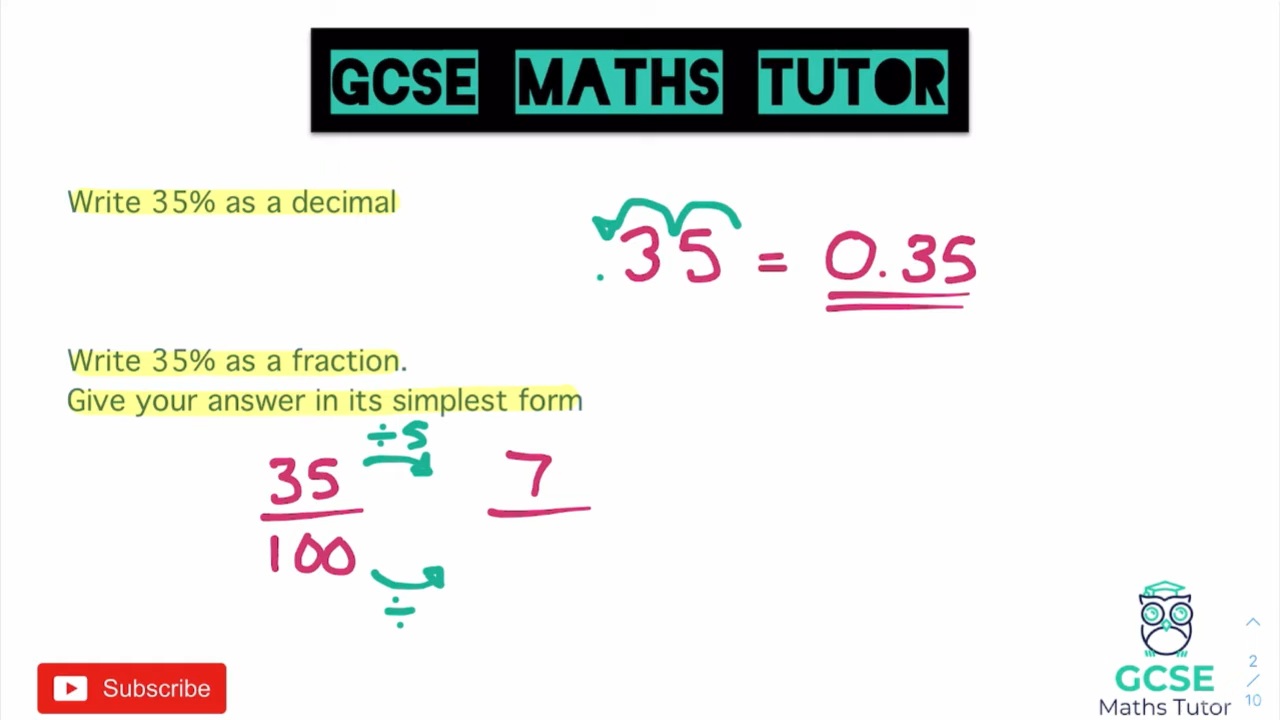 GCSE MATHS TUTOR
Write 35% as a decimal
.35 = 0.35
Write 35% as a fraction.
Give your answer in its simplest form
÷5
35
7
100
÷
Subscribe
GCSE
Maths Tutor
2
/
10